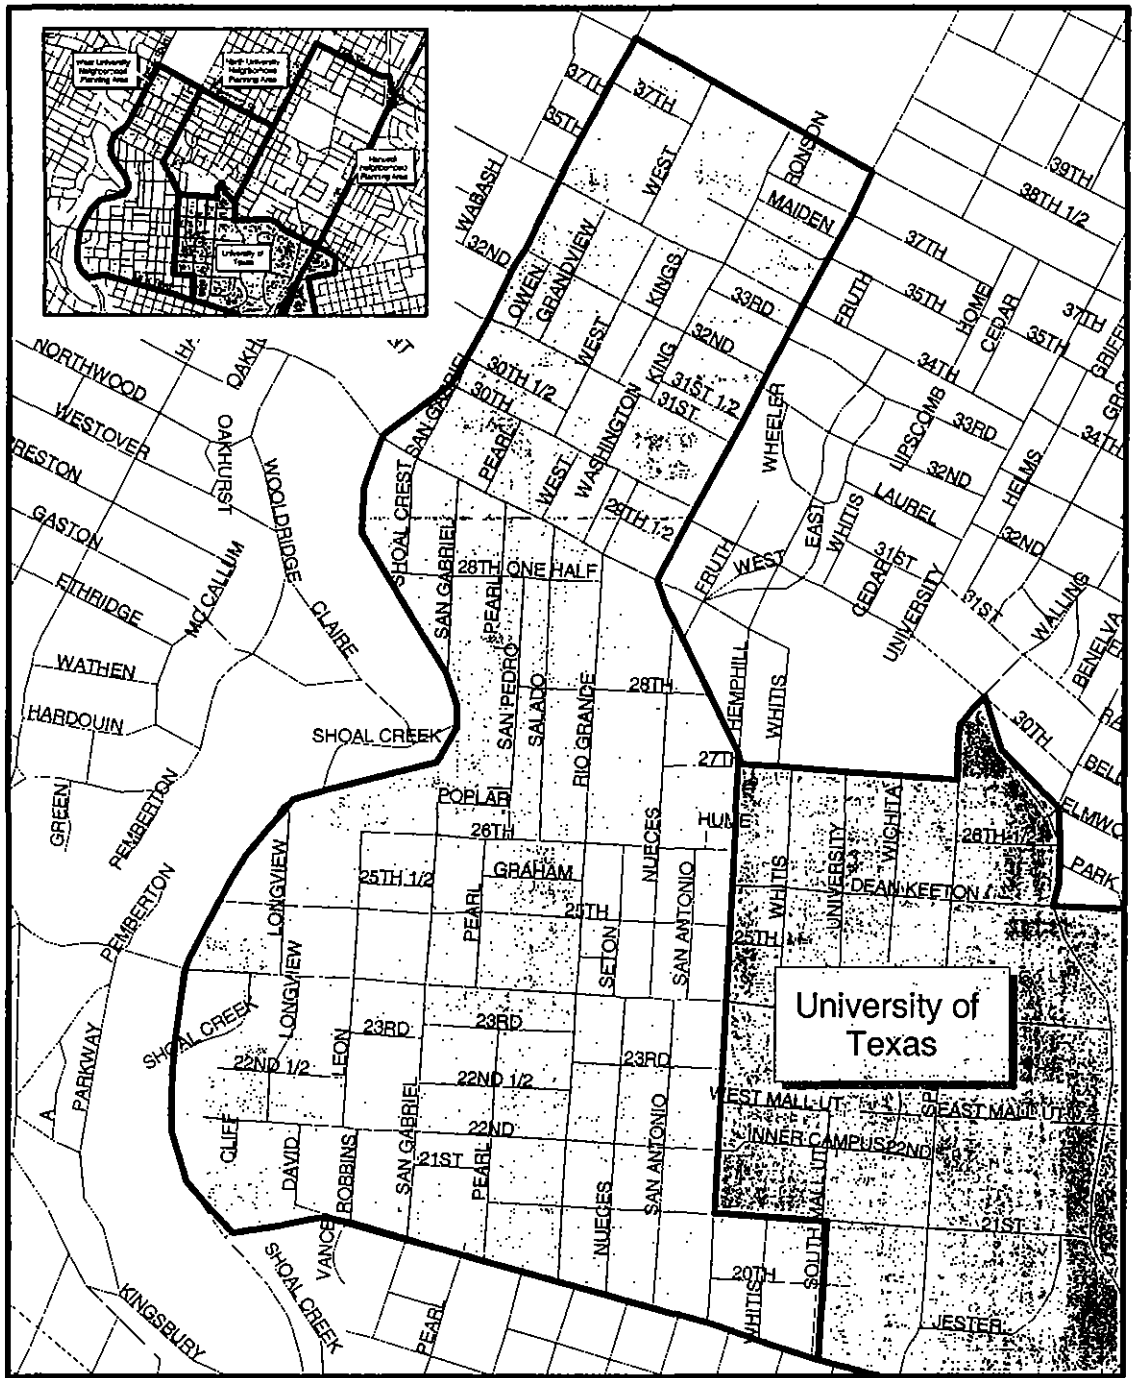 West University
Neighborhood
Planning Area
North University
Neighborhood
Planning Area
Hancock
Neighborhood
Planning Area
University of
Texas
37TH
37TH
35TH
WEST
RONSON
39TH
38TH 1/2
WABASH
MAIDEN
32ND
OWEN
GRANDVIEW
KINGS
33RD
FRUTH
37TH
35TH
HOME
CEDAR
37TH
35TH
NORTHWOOD
WEST
32ND
34TH
30TH 1/2
30TH
KING
31ST 1/2
31ST
WESTOVER
OAKHURST
SAN GABRIEL
WASHINGTON
WHEELER
LIPSCOMB
33RD
34TH
PEARL
WEST
32ND
HELMS
WOOLDRIDGE
SHOAL CREST
LAUREL
GASTON
29TH 1/2
EAST
WHITIS
32ND
SAN GABRIEL
28TH ONE HALF
FRUTH
WEST
31ST
ETHRIDGE
MC CALLUM
PEARL
CEDAR
UNIVERSITY
31ST
WALLING
CLAIRE
BENELVA
WATHEN
SAN PEDRO
SALADO
28TH
HEMPHILL
WHITIS
HARDOUIN
SHOAL CREEK
RIO GRANDE
30TH
27TH
GREEN
PEMBERTON
POPLAR
26TH
NUECES
UNIVERSITY
WICHITA
26TH 1/2
LONGVIEW
25TH 1/2
GRAHAM
WHITIS
PARK
DEAN KEETON
PEMBERTON
PEARL
25TH
SAN ANTONIO
25TH
SETON
LONGVIEW
University of
Texas
SHOAL CREEK
LEON
23RD
23RD
23RD
22ND 1/2
22ND 1/2
PARKWAY
A
WEST MALL UT
EAST MALL UT
CLIFF
SAN GABRIEL
22ND
SAN ANTONIO
INNER CAMPUS
22ND
DAVID
ROBBINS
21ST
PEARL
NUECES
SOUTH MALL UT
21ST
VANCE
20TH
SHOAL CREEK
WHITIS
KINGSBURY
PEARL
JESTER